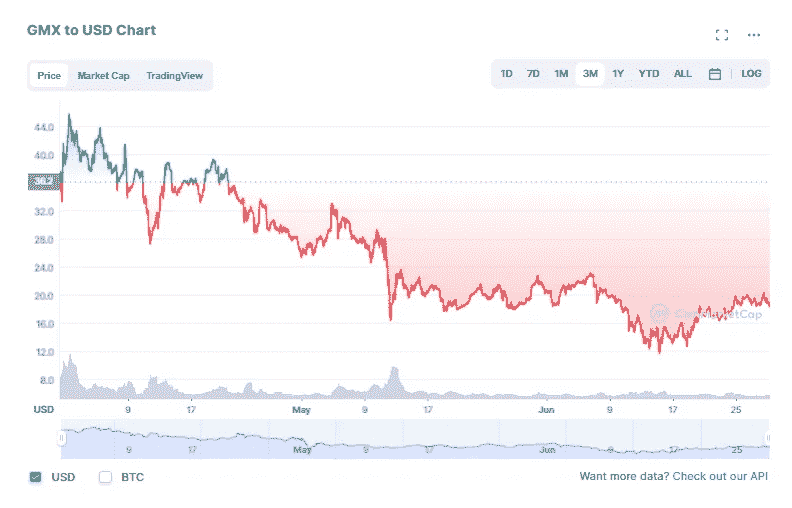 GMX to USD Chart
Price Market Cap TradingView
1D 7D 1M 3M 1Y YTD ALL LOG
44.0
40.0
32.0
28.0
24.0
20.0
16.0
CoinMarketCap
12.0
8.0
USD 9 17 May 9 17 Jun 9 17 25
9 17 May 9 17 Jun 9 17 25
USD BTC Want more data? Check out our API